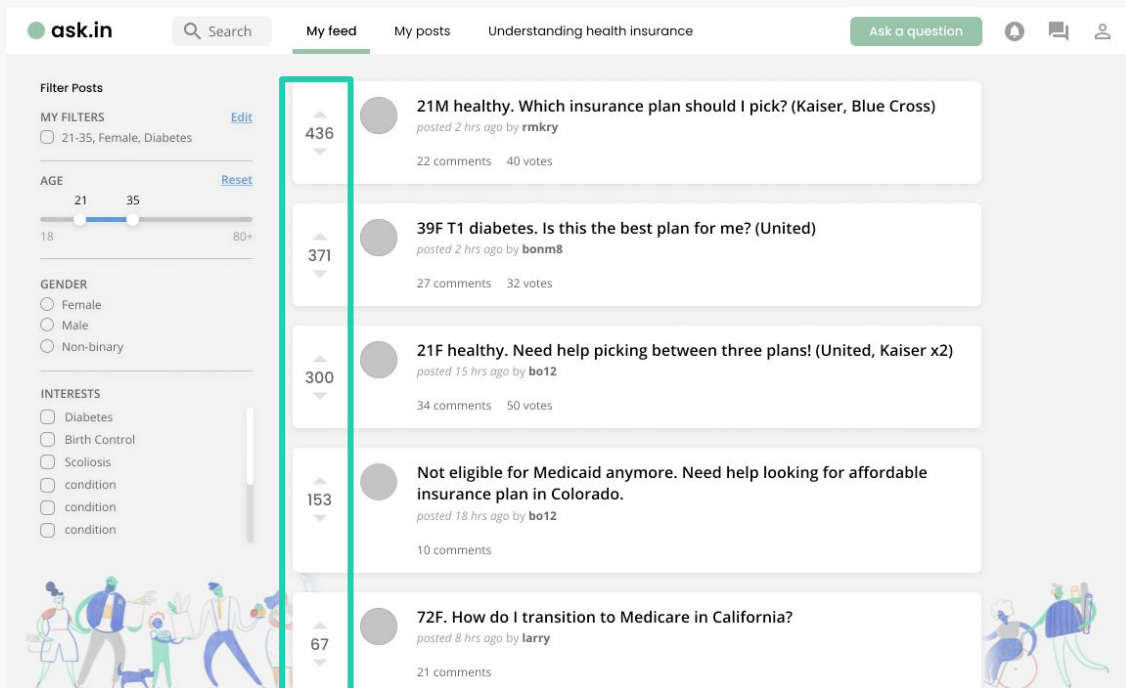 ask.in
Search
My feed
My posts
Understanding health insurance
Ask a question
Filter Posts
MY FILTERS
Edit
21-35, Female, Diabetes
AGE
Reset
21
35
18
80+
GENDER
Female
Male
Non-binary
INTERESTS
Diabetes
Birth Control
Scoliosis
condition
condition
condition
436
21M healthy. Which insurance plan should I pick? (Kaiser, Blue Cross)
posted 2 hrs ago by rmkry
22 comments 40 votes
371
39F T1 diabetes. Is this the best plan for me? (United)
posted 2 hrs ago by bonm8
27 comments 32 votes
300
21F healthy. Need help picking between three plans! (United, Kaiser x2)
posted 15 hrs ago by bo12
34 comments 50 votes
153
Not eligible for Medicaid anymore. Need help looking for affordable
insurance plan in Colorado.
posted 18 hrs ago by bo12
10 comments
67
72F. How do I transition to Medicare in California?
posted 8 hrs ago by larry
21 comments